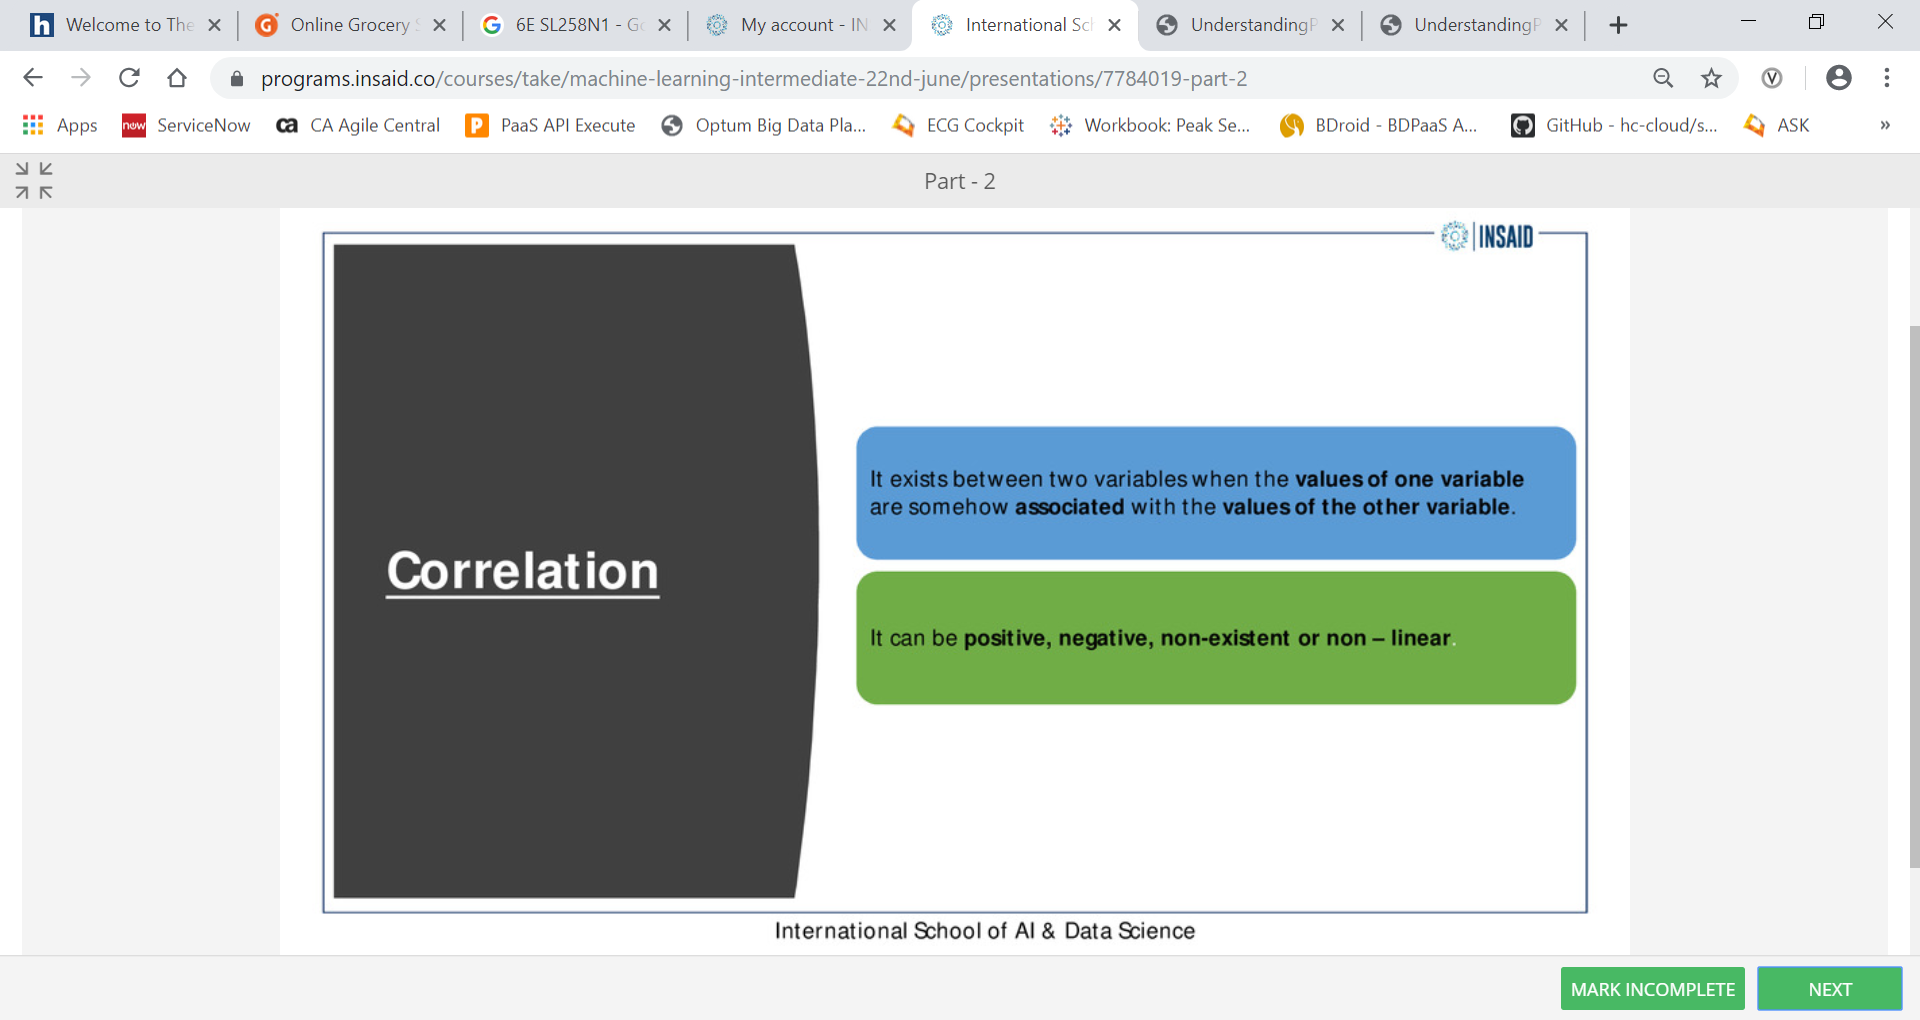 Welcome to The
Online Grocery
6E SL258N1 - G
My account - IN
International Sc
UnderstandingP
UnderstandingP
programs.insaid.co/courses/take/machine-learning-intermediate-22nd-june/presentations/7784019-part-2
Apps
now ServiceNow
ca CA Agile Central
P PaaS API Execute
Optum Big Data Pla...
ECG Cockpit
Workbook: Peak Se...
BDroid - BDPaaS A...
GitHub - hc-cloud/s...
ASK
»
Part - 2
INSAID
Correlation
It exists between two variables when the values of one variable
are somehow associated with the values of the other variable.
It can be positive, negative, non-existent or non – linear.
International School of AI & Data Science
MARK INCOMPLETE
NEXT